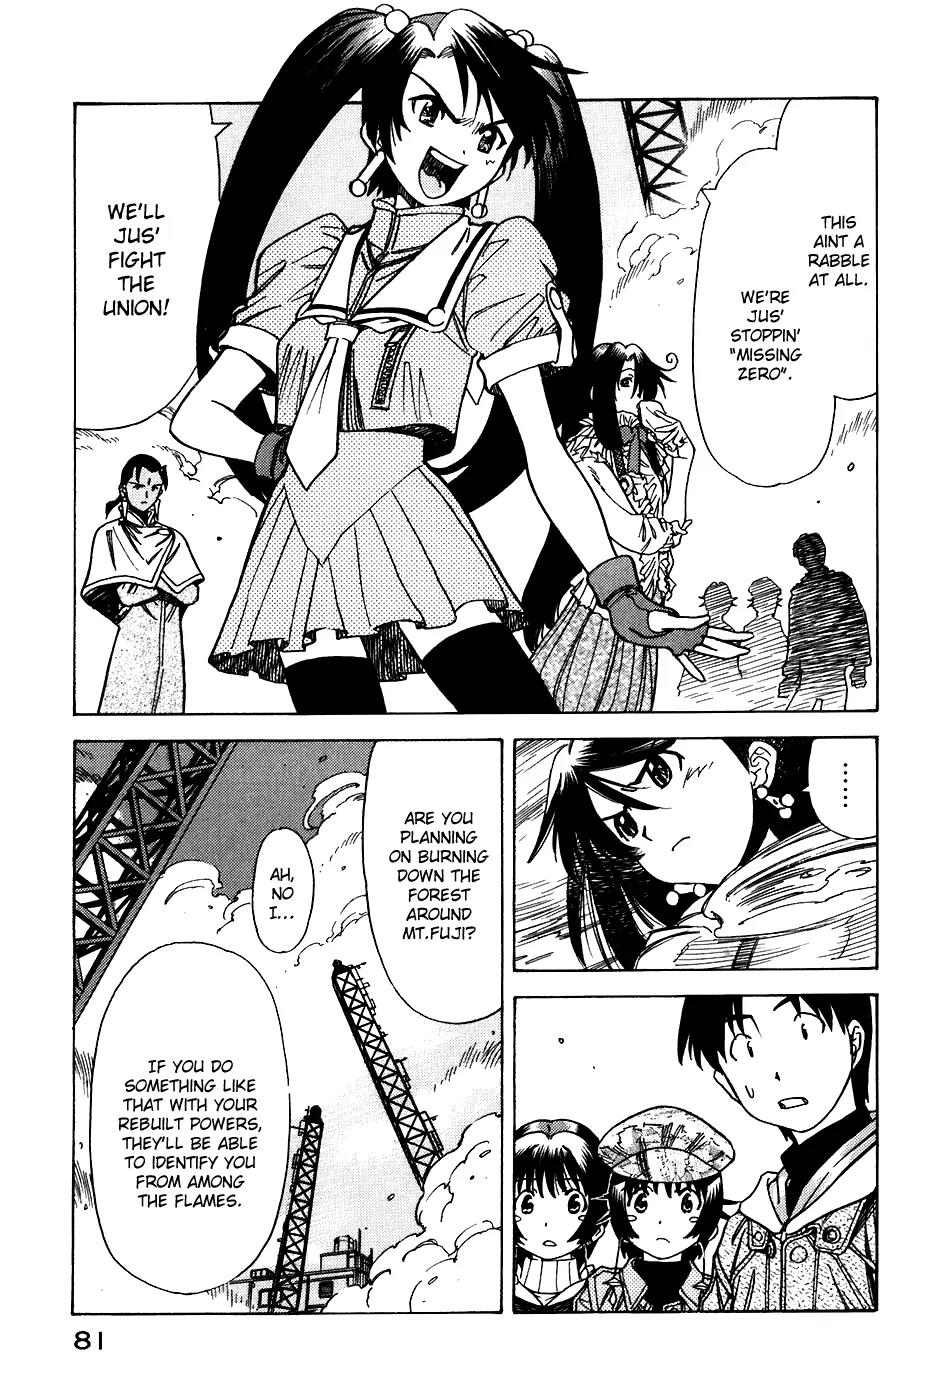 THIS
AINT A
RABBLE
AT ALL.
WE'RE
JUS'
STOPPIN'
"MISSING
ZERO".
WE'LL
JUS'
FIGHT
THE
UNION!
........
ARE YOU
PLANNING
ON BURNING
DOWN THE
FOREST
AROUND
MT.FUJI?
AH,
NO
I...
IF YOU DO
SOMETHING LIKE
THAT WITH YOUR
REBUILT POWERS,
THEY'LL BE ABLE
TO IDENTIFY YOU
FROM AMONG
THE FLAMES.
81